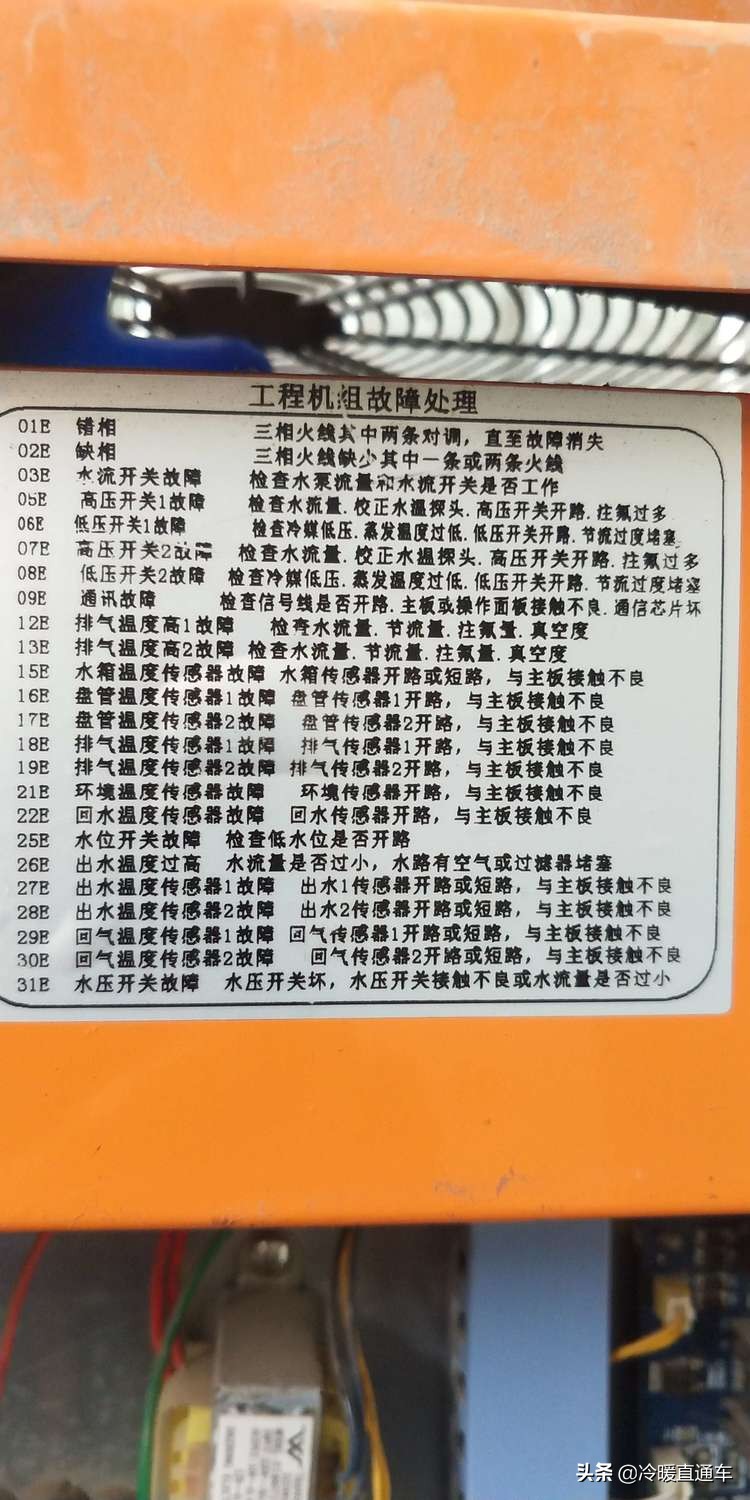 工程机组故障处理
01E 错相 三相火线其中两条对调，直至故障消失
02E 缺相 三相火线缺少其中一条或两条火线
03E 水流开关故障 检查水泵流量和水流开关是否工作
05E 高压开关1故障 检查水流量.校正水温探头.高压开关开路.注氟过多
06E 低压开关1故障 检查冷媒低压.蒸发温度过低.低压开关开路.节流过度堵塞
07E 高压开关2故障 检查水流量.校正水温探头.高压开关开路.注氟过多
08E 低压开关2故障 检查冷媒低压.蒸发温度过低.低压开关开路.节流过度堵塞
09E 通讯故障 检查信号线是否开路.主板或操作面板接触不良.通信芯片坏
12E 排气温度高1故障 检查水流量.节流量.注氟量.真空度
13E 排气温度高2故障 检查水流量.节流量.注氟量.真空度
15E 水箱温度传感器故障 水箱传感器开路或短路，与主板接触不良
16E 盘管温度传感器1故障 盘管传感器1开路，与主板接触不良
17E 盘管温度传感器2故障 盘管传感器2开路，与主板接触不良
18E 排气温度传感器1故障 排气传感器1开路，与主板接触不良
19E 排气温度传感器2故障 排气传感器2开路，与主板接触不良
21E 环境温度传感器故障 环境传感器开路，与主板接触不良
22E 回水温度传感器故障 回水传感器开路，与主板接触不良
25E 水位开关故障 检查低水位是否开路
26E 出水温度过高 水流量是否过小，水路有空气或过滤器堵塞
27E 出水温度传感器1故障 出水1传感器开路或短路，与主板接触不良
28E 出水温度传感器2故障 出水2传感器开路或短路，与主板接触不良
29E 回气温度传感器1故障 回气传感器1开路或短路，与主板接触不良
30E 回气温度传感器2故障 回气传感器2开路或短路，与主板接触不良
31E 水压开关故障 水压开关坏，水压开关接触不良或水流量是否过小
头条 @冷暖直通车